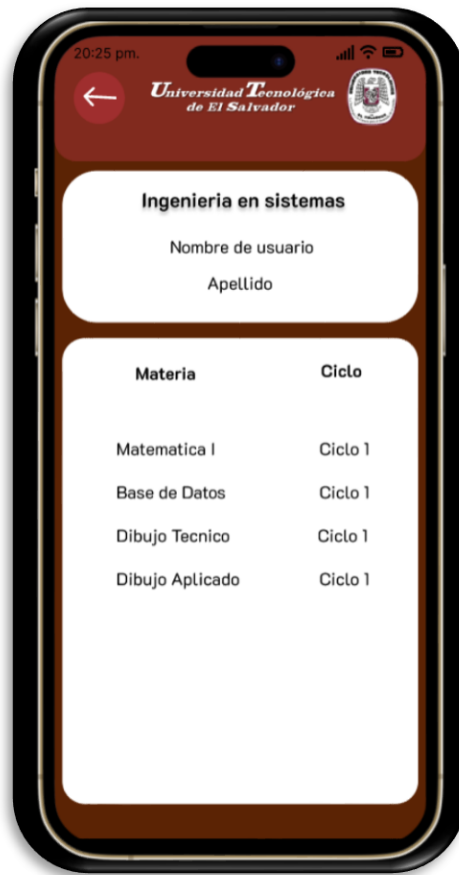 20:25 pm.
Universidad Tecnológica
de El Salvador
Ingenieria en sistemas
Nombre de usuario
Apellido
Materia Ciclo
Matematica I Ciclo 1
Base de Datos Ciclo 1
Dibujo Tecnico Ciclo 1
Dibujo Aplicado Ciclo 1